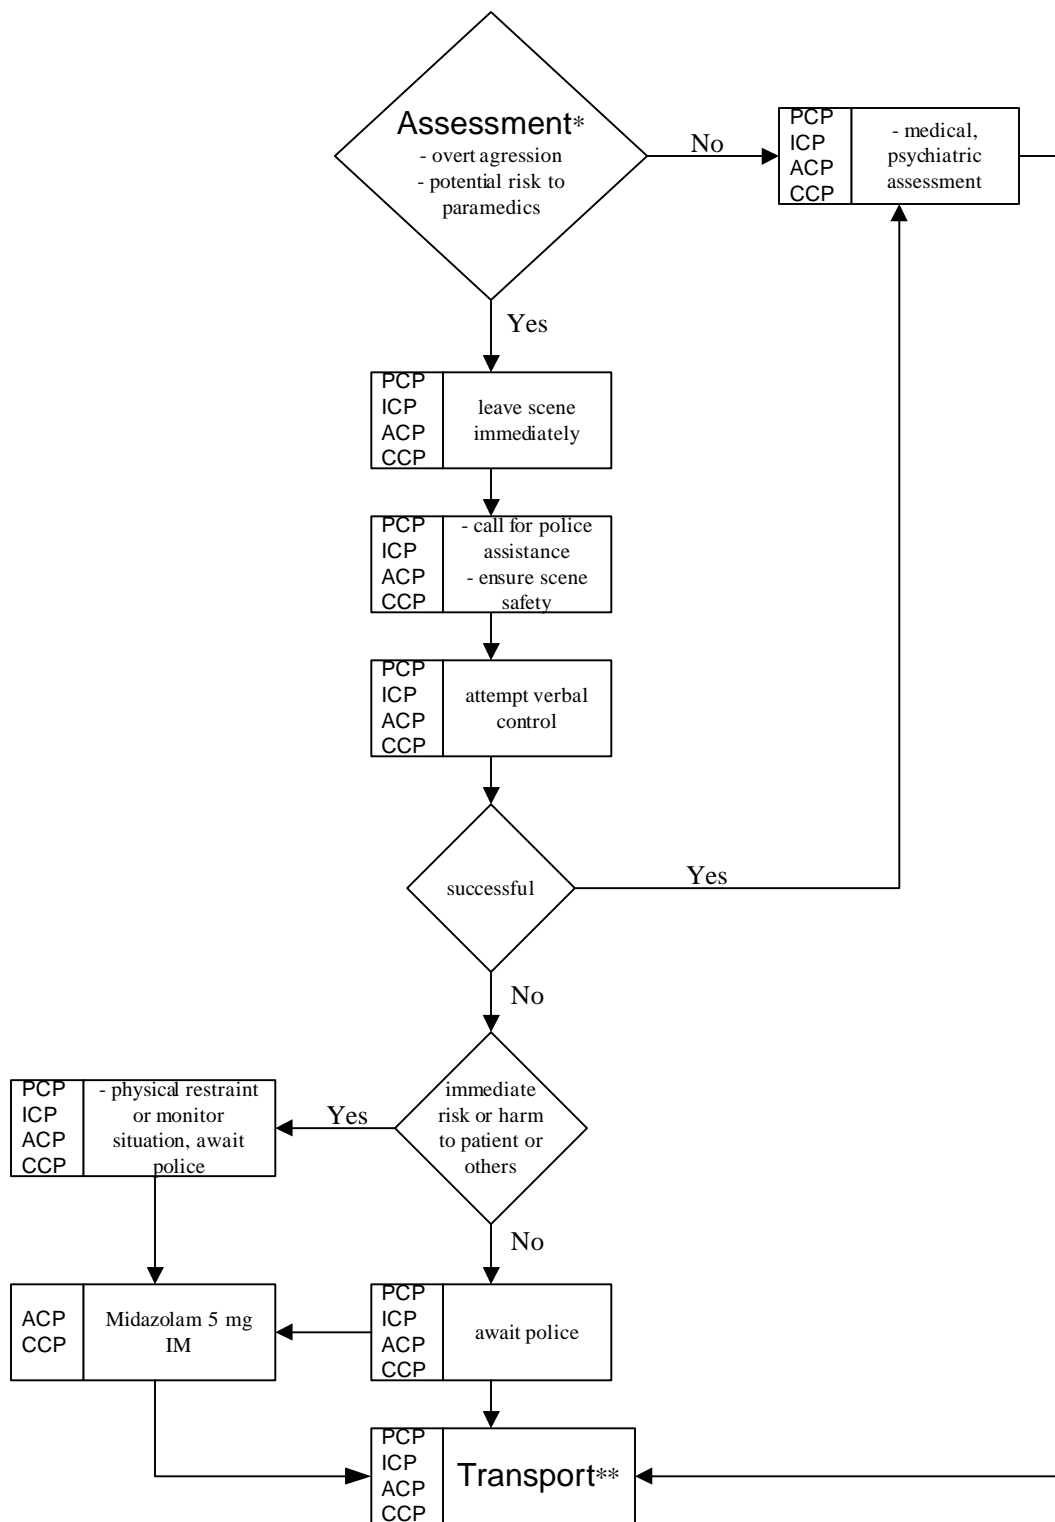 Assessment*
- overt agression
- potential risk to
paramedics
No
PCP
ICP
ACP
CCP
- medical,
psychiatric
assessment
Yes
PCP
ICP
ACP
CCP
leave scene
immediately
PCP
ICP
ACP
CCP
- call for police
assistance
- ensure scene
safety
PCP
ICP
ACP
CCP
attempt verbal
control
successful
Yes
No
immediate
risk or harm
to patient or
others
Yes
PCP
ICP
ACP
CCP
- physical restraint
or monitor
situation, await
police
No
ACP
CCP
Midazolam 5 mg
IM
PCP
ICP
ACP
CCP
await police
PCP
ICP
ACP
CCP
Transport**